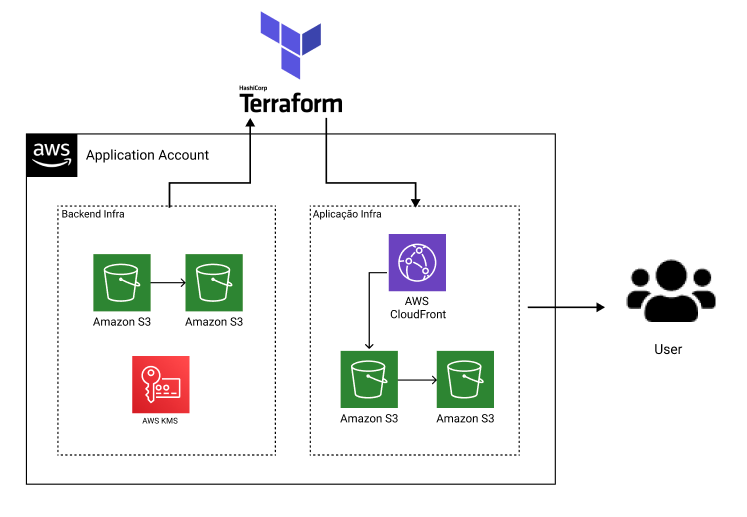 HashiCorp
Terraform
aws
Application Account
Backend Infra
Amazon S3
Amazon S3
AWS KMS
Aplicação Infra
AWS
CloudFront
Amazon S3
Amazon S3
User